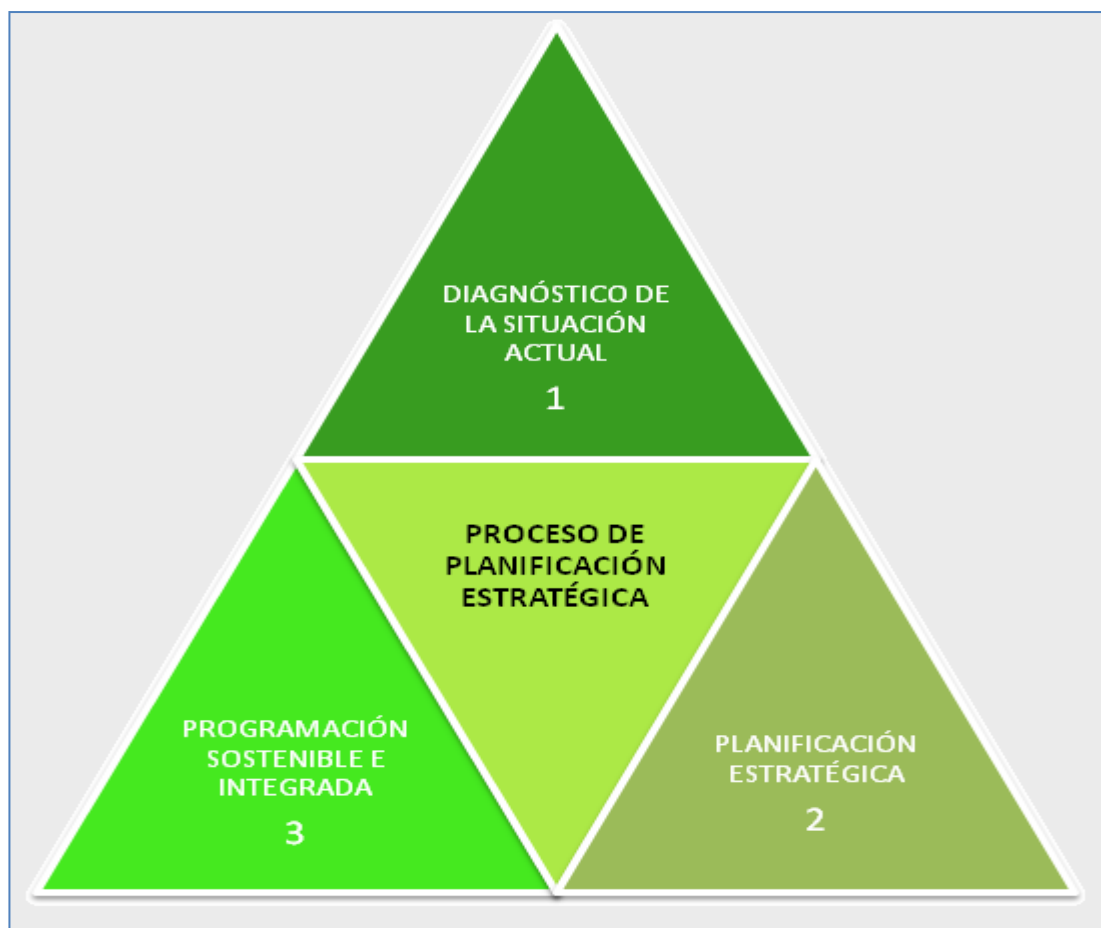 DIAGNÓSTICO DE
LA SITUACIÓN
ACTUAL
1
PROCESO DE
PLANIFICACIÓN
ESTRATÉGICA
PLANIFICACIÓN
ESTRATÉGICA
2
PROGRAMACIÓN
SOSTENIBLE E
INTEGRADA
3